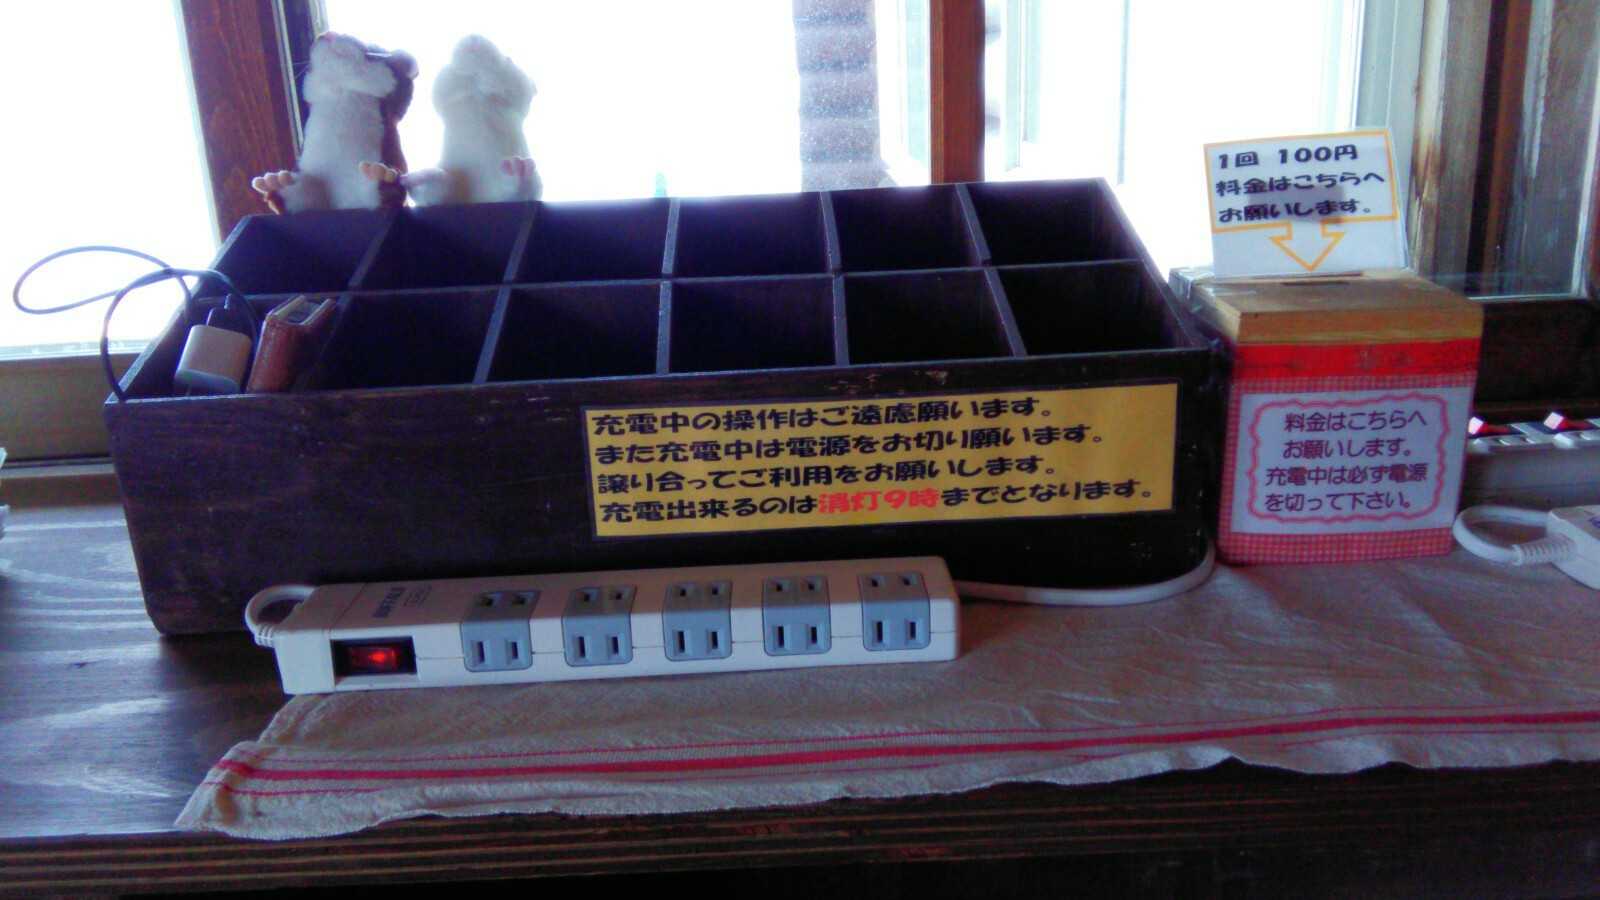 1回 100円
料金はこちらへ
お願いします。
充電中の操作はご遠慮願います。
また充電中は電源をお切り願います。
譲り合ってご利用をお願いします。
充電出来るのは消灯9時までとなります。
料金はこちらへ
お願いします。
充電中は必ず電源
を切って下さい。
BUFFALO